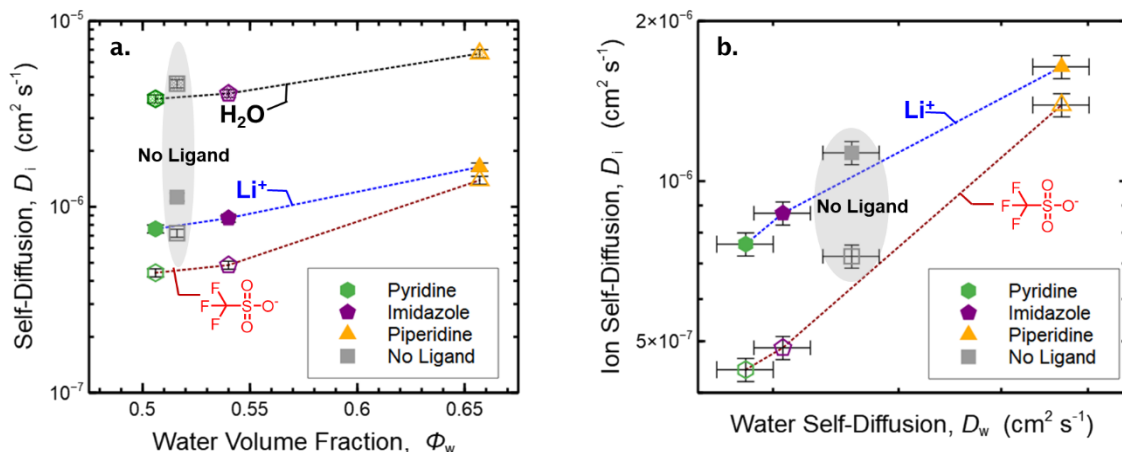 a.
10⁻⁵
10⁻⁶
10⁻⁷
Self-Diffusion, Dᵢ (cm² s⁻¹)
H₂O
No Ligand
Li⁺
F
F
F
S
O
O
O⁻
Pyridine
Imidazole
Piperidine
No Ligand
0.5
0.55
0.6
0.65
Water Volume Fraction, Φ_w
b.
2×10⁻⁶
10⁻⁶
5×10⁻⁷
Ion Self-Diffusion, Dᵢ (cm² s⁻¹)
Li⁺
No Ligand
F
F
F
S
O
O
O⁻
Pyridine
Imidazole
Piperidine
No Ligand
Water Self-Diffusion, D_w (cm² s⁻¹)